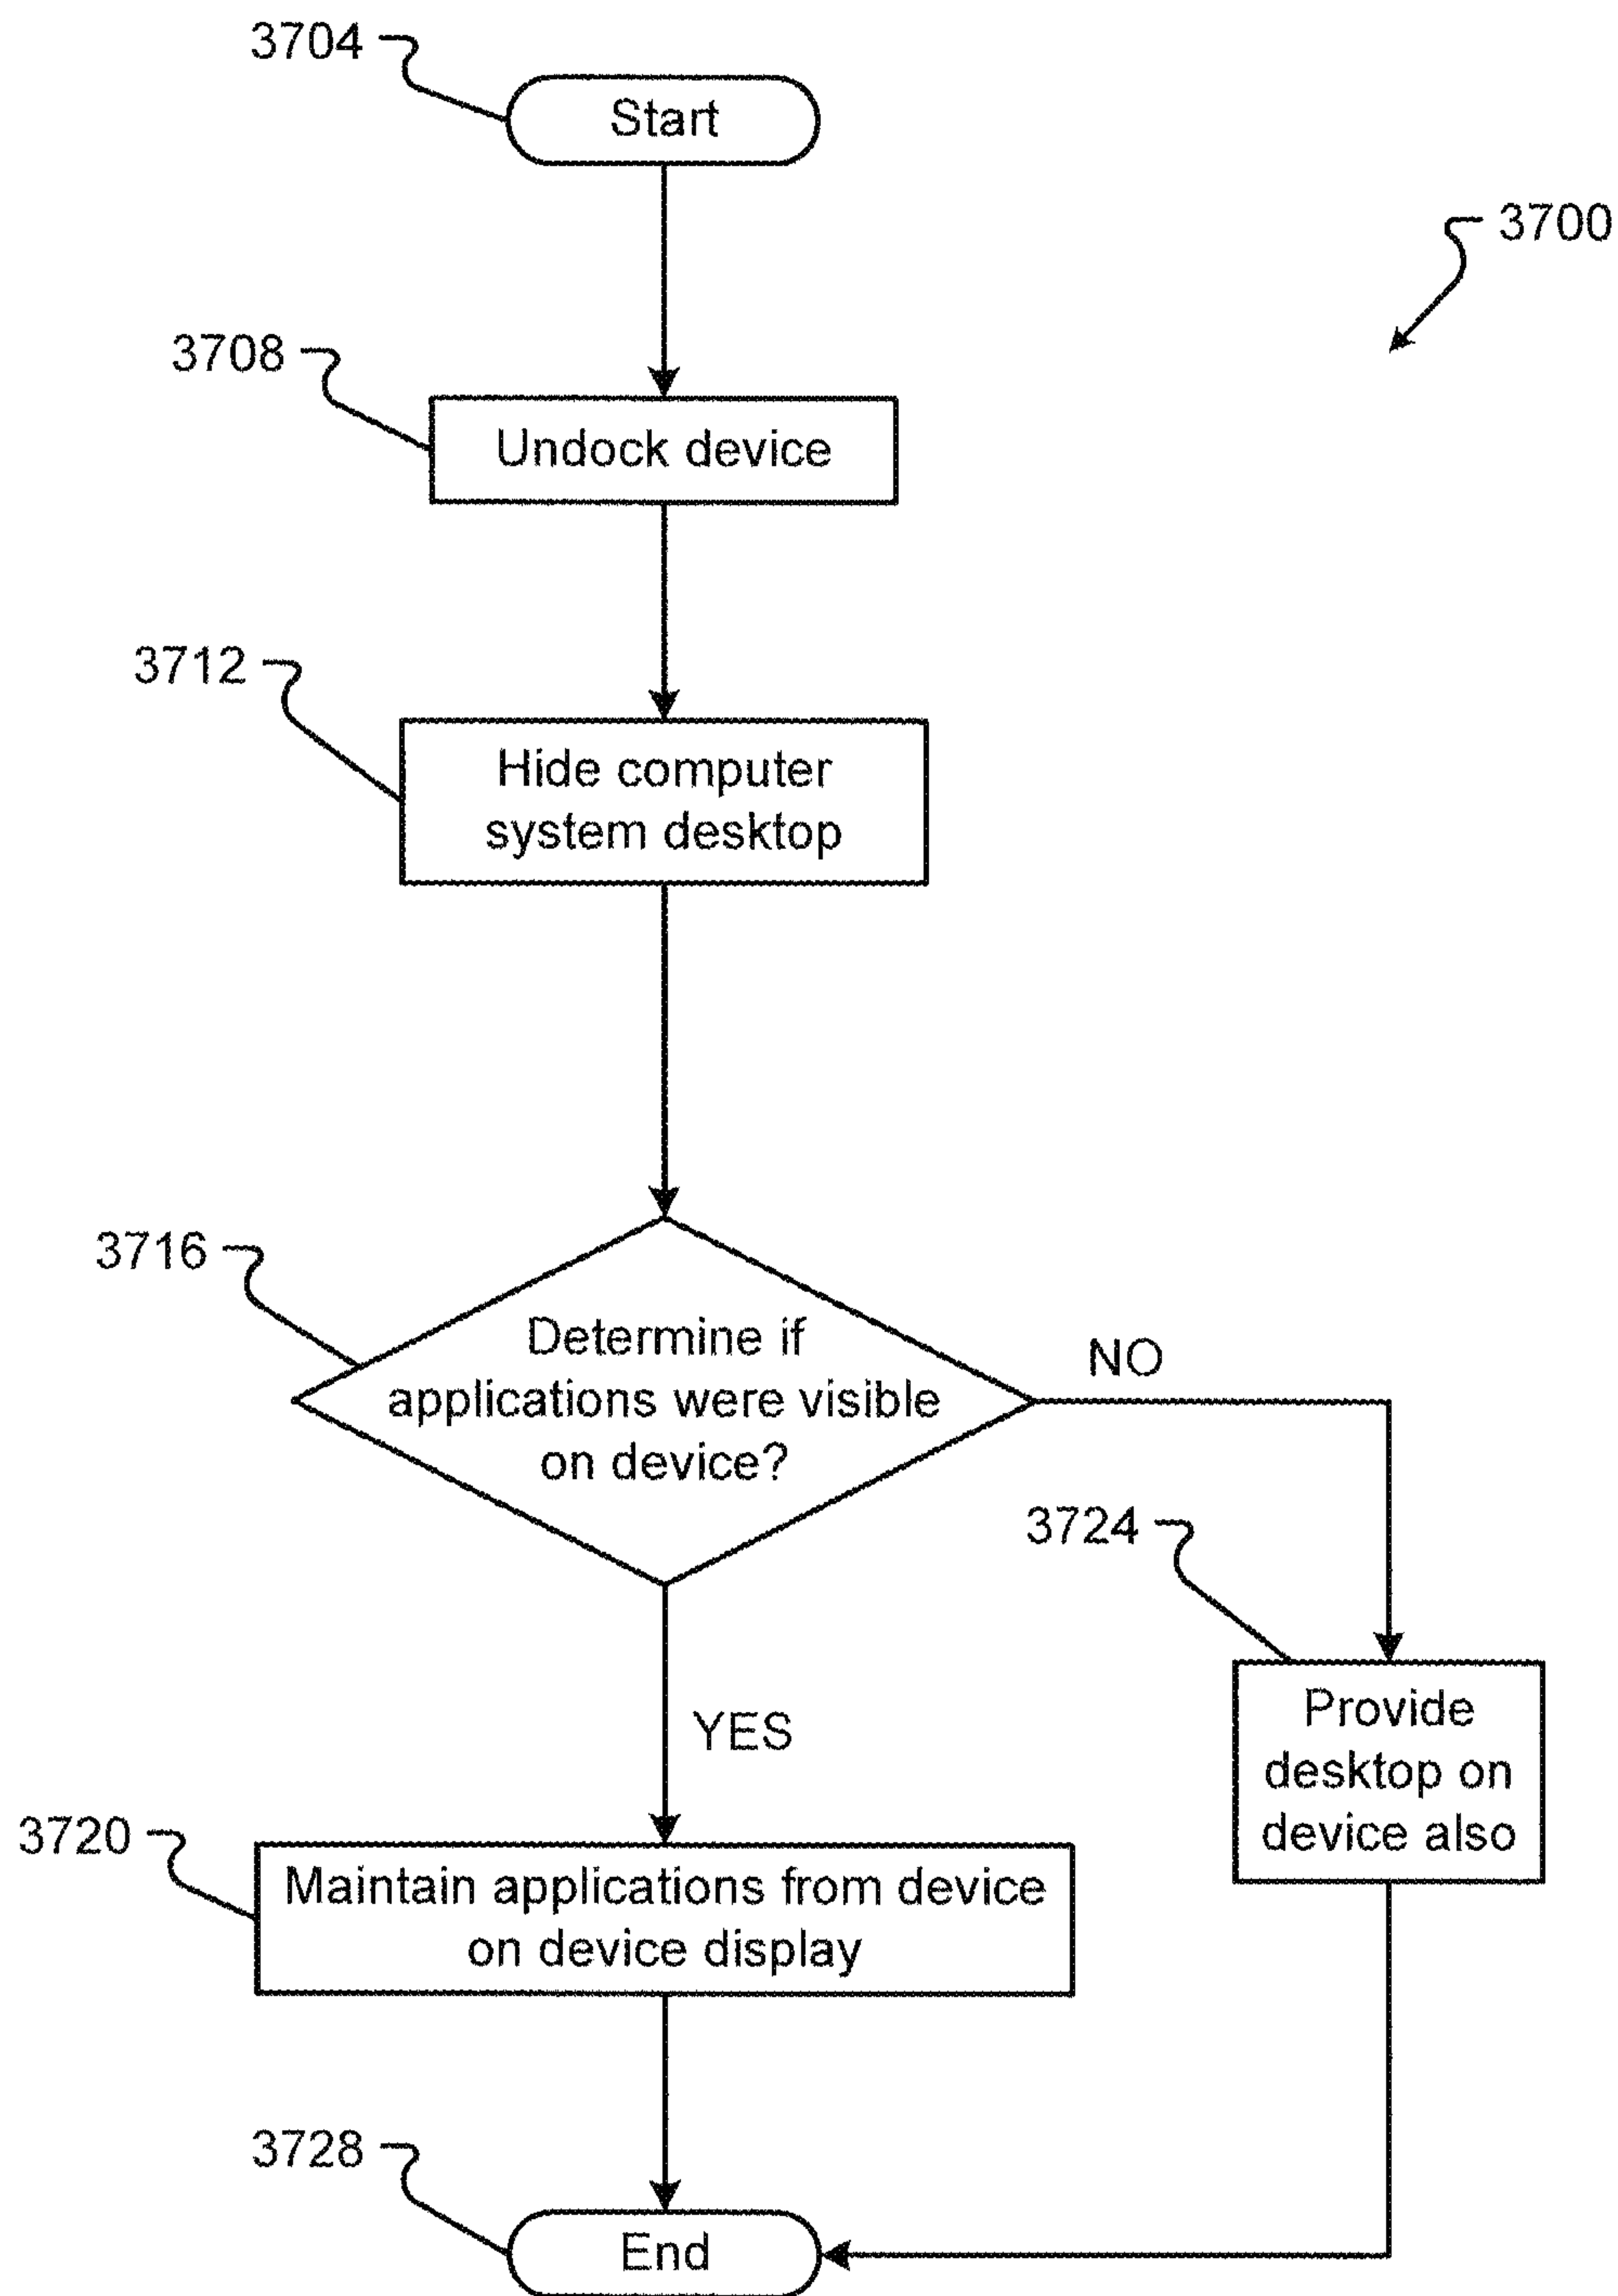 3704
Start
3700
3708
Undock device
3712
Hide computer
system desktop
3716
Determine if
applications were visible
on device?
NO
3724
Provide
desktop on
device also
YES
3720
Maintain applications from device
on device display
3728
End